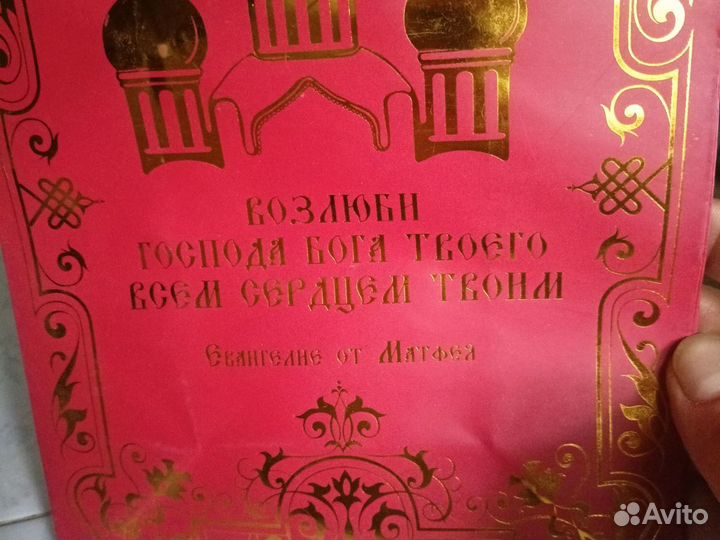 ВОЗЛЮБИ
ГОСПОДА БОГА ТВОЕГО
ВСЕМ СЕРДЦЕМ ТВОИМ
Евангелие от Матфея
Avito